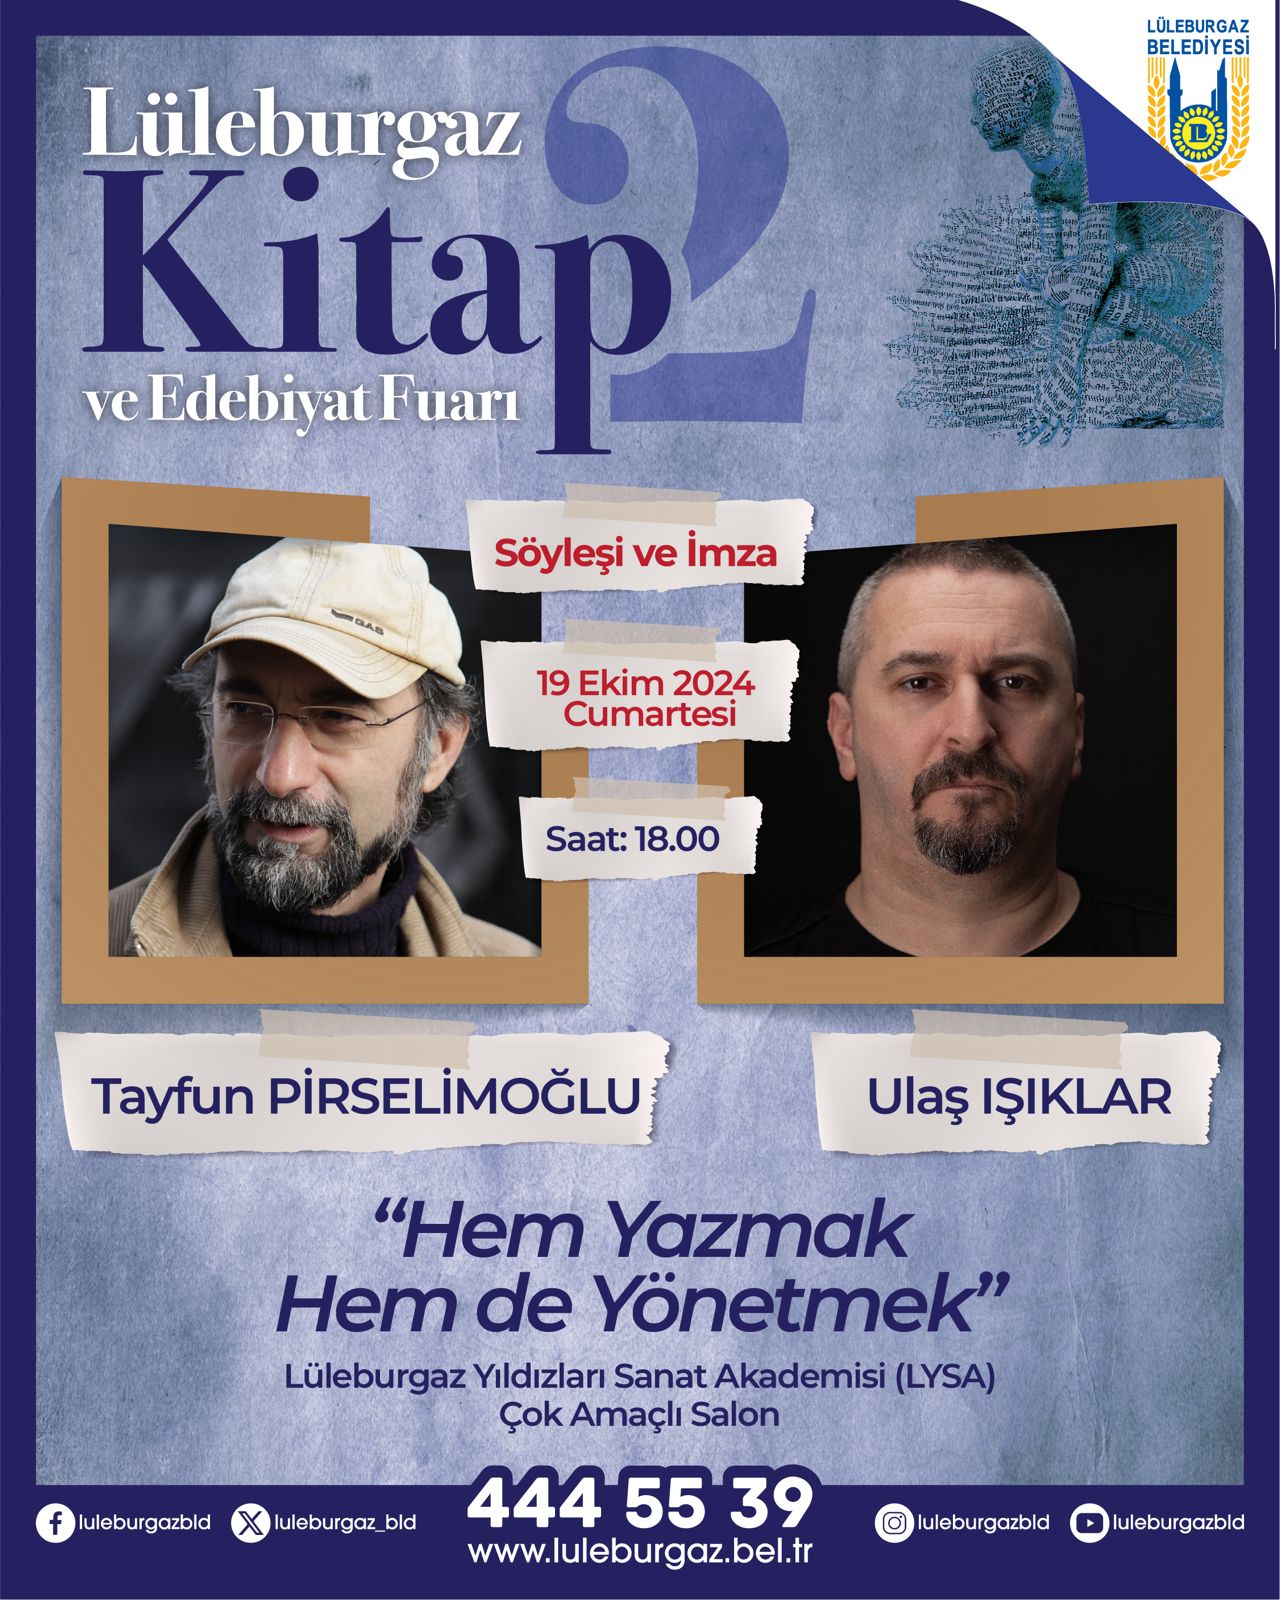 LÜLEBURGAZ
BELEDİYESİ
LB
Lüleburgaz
Kitap
2
ve Edebiyat Fuarı
Söyleşi ve İmza
GAS
19 Ekim 2024
Cumartesi
Saat: 18.00
Tayfun PİRSELİMOĞLU
Ulaş IŞIKLAR
“Hem Yazmak
Hem de Yönetmek”
Lüleburgaz Yıldızları Sanat Akademisi (LYSA)
Çok Amaçlı Salon
444 55 39
luleburgazbld
luleburgaz_bld
www.luleburgaz.bel.tr
luleburgazbld
luleburgazbld